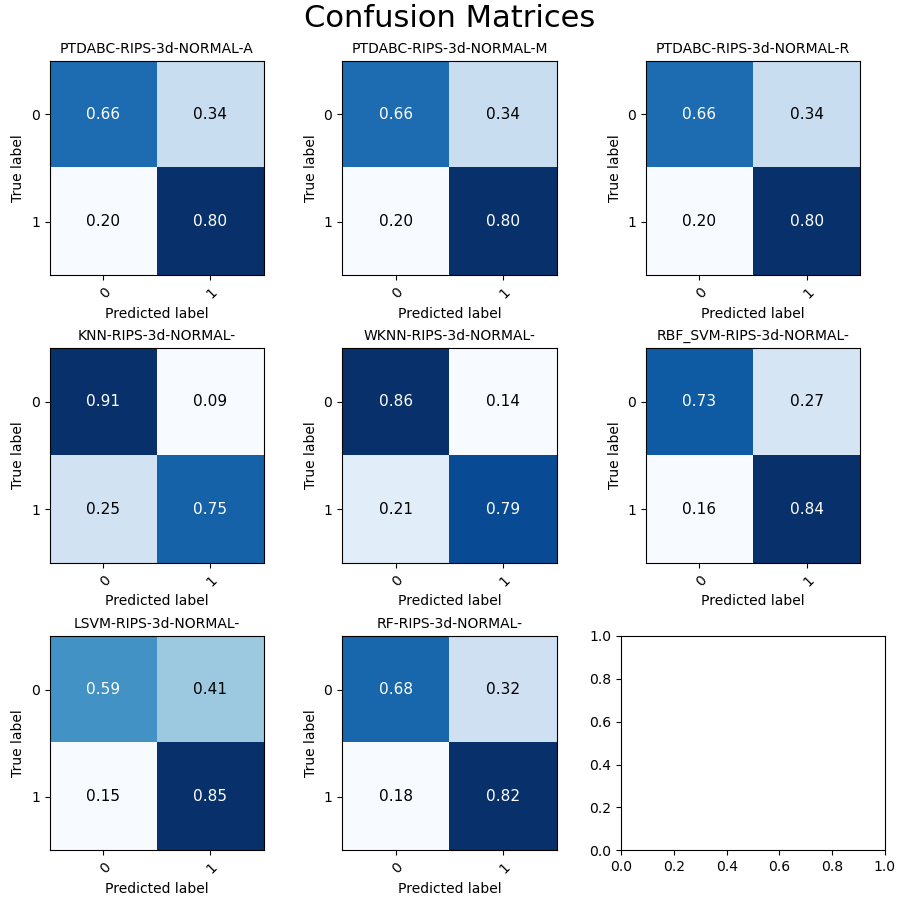 Confusion Matrices
PTDABC-RIPS-3d-NORMAL-A
0
0.66
0.34
1
0.20
0.80
True label
0
1
Predicted label
PTDABC-RIPS-3d-NORMAL-M
0
0.66
0.34
1
0.20
0.80
True label
0
1
Predicted label
PTDABC-RIPS-3d-NORMAL-R
0
0.66
0.34
1
0.20
0.80
True label
0
1
Predicted label
KNN-RIPS-3d-NORMAL-
0
0.91
0.09
1
0.25
0.75
True label
0
1
Predicted label
WKNN-RIPS-3d-NORMAL-
0
0.86
0.14
1
0.21
0.79
True label
0
1
Predicted label
RBF_SVM-RIPS-3d-NORMAL-
0
0.73
0.27
1
0.16
0.84
True label
0
1
Predicted label
LSVM-RIPS-3d-NORMAL-
0
0.59
0.41
1
0.15
0.85
True label
0
1
Predicted label
RF-RIPS-3d-NORMAL-
0
0.68
0.32
1
0.18
0.82
True label
0
1
Predicted label
1.0
0.8
0.6
0.4
0.2
0.0
0.0 0.2 0.4 0.6 0.8 1.0